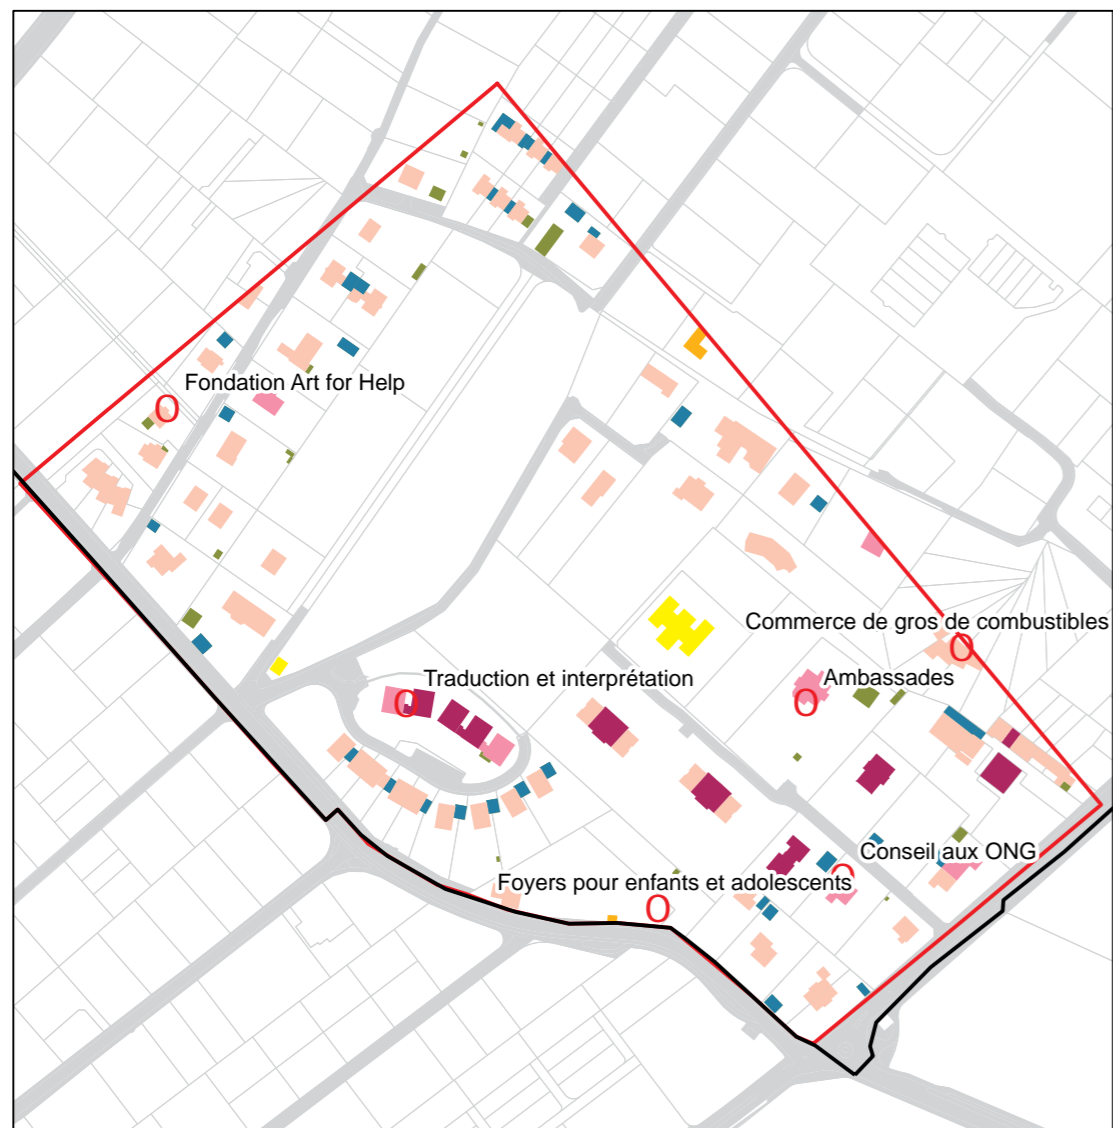 Fondation Art for Help
Commerce de gros de combustibles
Traduction et interprétation
Ambassades
Conseil aux ONG
Foyers pour enfants et adolescents